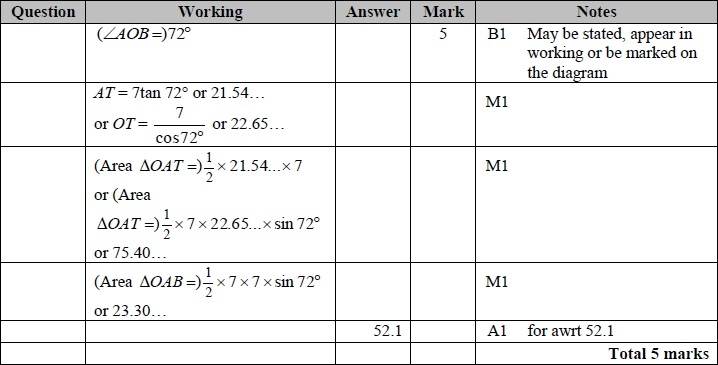 Question Working Answer Mark Notes
(∠AOB =)72° 5 B1 May be stated, appear in
working or be marked on
the diagram
AT = 7tan 72° or 21.54…
or OT = 7/cos72° or 22.65…
M1
(Area ΔOAT =)1/2 × 21.54...× 7
M1
or (Area
ΔOAT =)1/2 × 7 × 22.65...× sin 72°
or 75.40…
(Area ΔOAB =)1/2 × 7 × 7 × sin 72°
M1
or 23.30…
52.1 A1 for awrt 52.1
Total 5 marks